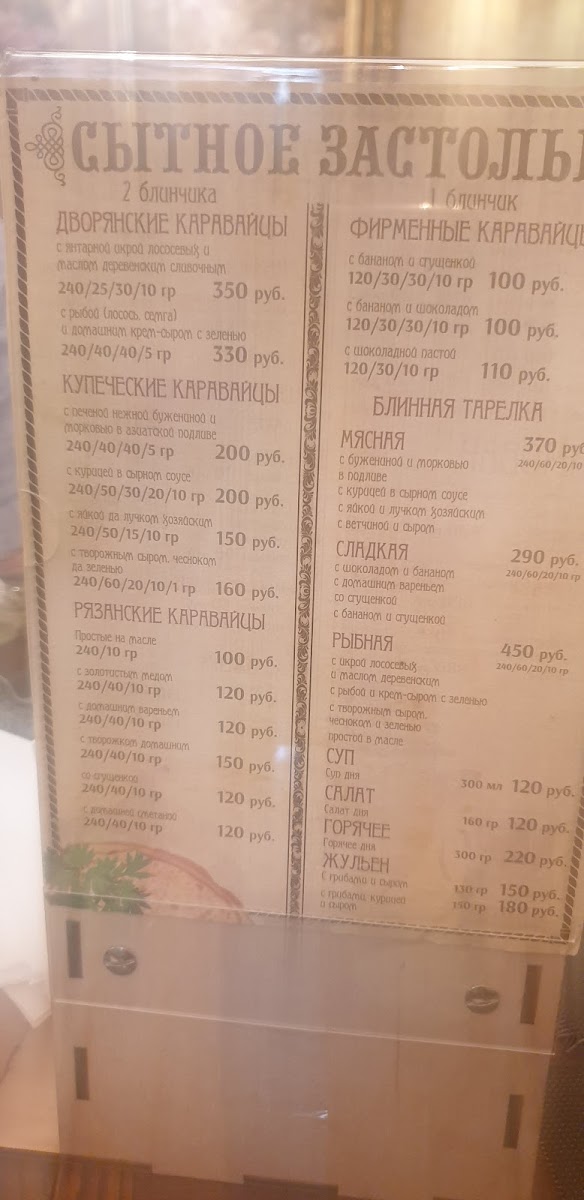 СЫТНОЕ ЗАСТОЛЬ
2 блинчика
ДВОРЯНСКИЕ КАРАВАЙЦЫ
с янтарной икрой лососевых и
маслом деревенским сливочным
240/25/30/10 гр 350 руб.
с рыбой (лосось, семга)
и домашним крем-сыром с зеленью
240/40/40/5 гр 330 руб.
КУПЕЧЕСКИЕ КАРАВАЙЦЫ
с печеной нежной бужениной и
морковью в азиатской подливе
240/40/40/5 гр 200 руб.
с курицей в сырном соусе
240/50/30/20/10 гр 200 руб.
с яйкой да лучком хозяйским
240/50/15/10 гр 150 руб.
с творожным сыром, чесноком
да зеленью
240/60/20/10/1 гр 160 руб.
РЯЗАНСКИЕ КАРАВАЙЦЫ
Простые на масле
240/10 гр 100 руб.
с золотистым медом
240/40/10 гр 120 руб.
с домашним вареньем
240/40/10 гр 120 руб.
с творожком домашним
240/40/10 гр 150 руб.
со сгущенкой
240/40/10 гр 120 руб.
с домашней сметаной
240/40/10 гр 120 руб.
1 блинчик
ФИРМЕННЫЕ КАРАВАЙЦЫ
с бананом и сгущенкой
120/30/30/10 гр 100 руб.
с бананом и шоколадом
120/30/30/10 гр 100 руб.
с шоколадной пастой
120/30/10 гр 110 руб.
БЛИННАЯ ТАРЕЛКА
МЯСНАЯ 370 руб
с бужениной и морковью 240/60/20/10
в подливе
с курицей в сырном соусе
с яйкой и лучком хозяйским
с ветчиной и сыром
СЛАДКАЯ 290 руб.
с шоколадом и бананом 240/60/20/10 гр
с домашним вареньем
со сгущенкой
с бананом и сгущенкой
РЫБНАЯ 450 руб.
с икрой лососевых 240/60/20/10 гр
и маслом деревенским
с рыбой и крем-сыром с зеленью
с творожным сыром,
чесноком и зеленью
простой в масле
СУП
Суп дня 300 мл 120 руб.
САЛАТ
Салат дня 160 гр 120 руб.
ГОРЯЧЕЕ
Горячее дня 300 гр 220 руб.
ЖУЛЬЕН
С грибами и сыром 130 гр 150 руб.
с грибами, курицей
и сыром 150 гр 180 руб.